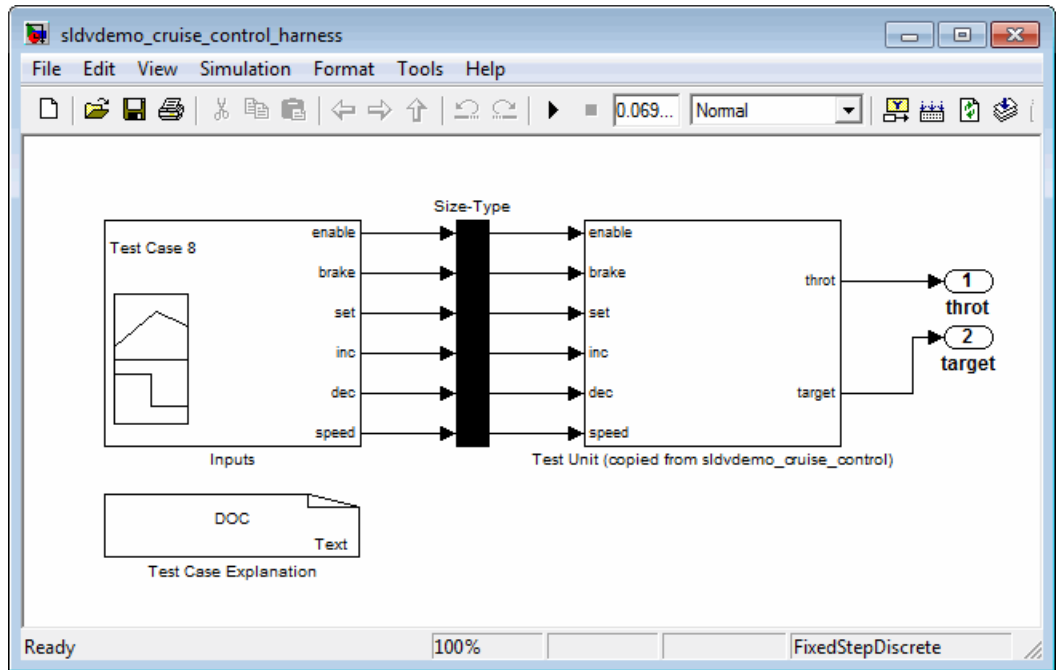 sldvdemo_cruise_control_harness
File Edit View Simulation Format Tools Help
0.069... Normal
Size-Type
Test Case 8
enable
brake
set
inc
dec
speed
Inputs
enable
brake
set
inc
dec
speed
throt
target
Test Unit (copied from sldvdemo_cruise_control)
1
throt
2
target
DOC
Text
Test Case Explanation
Ready 100% FixedStepDiscrete